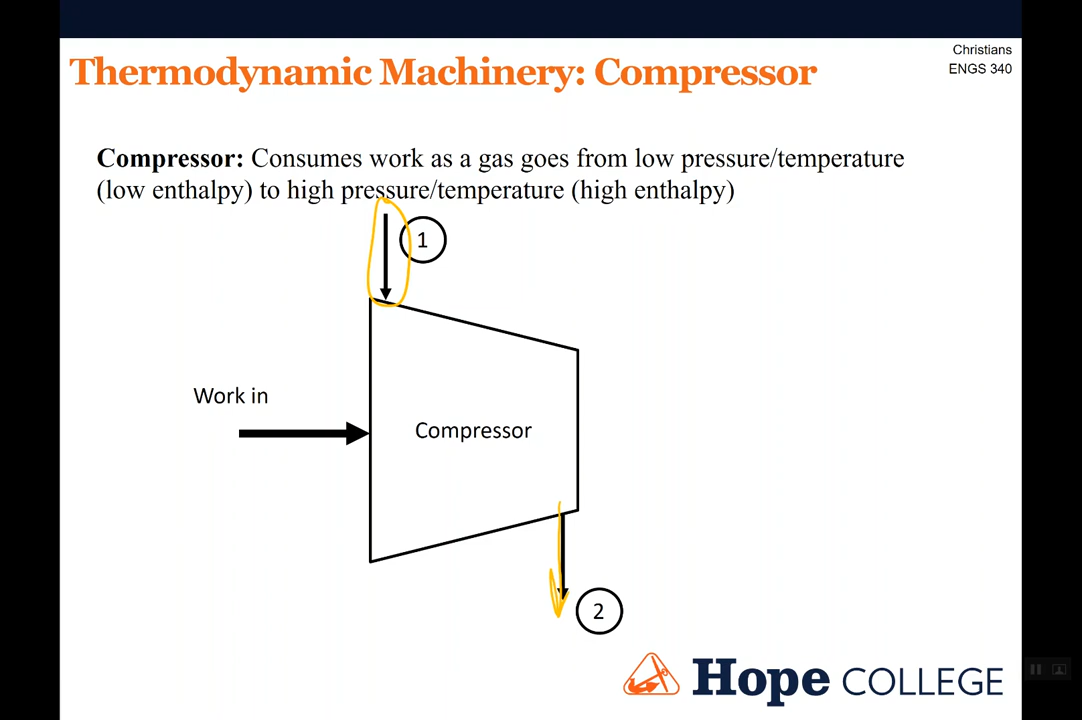 Christians
ENGS 340
Thermodynamic Machinery: Compressor
Compressor: Consumes work as a gas goes from low pressure/temperature
(low enthalpy) to high pressure/temperature (high enthalpy)
1
Work in
Compressor
2
Hope COLLEGE